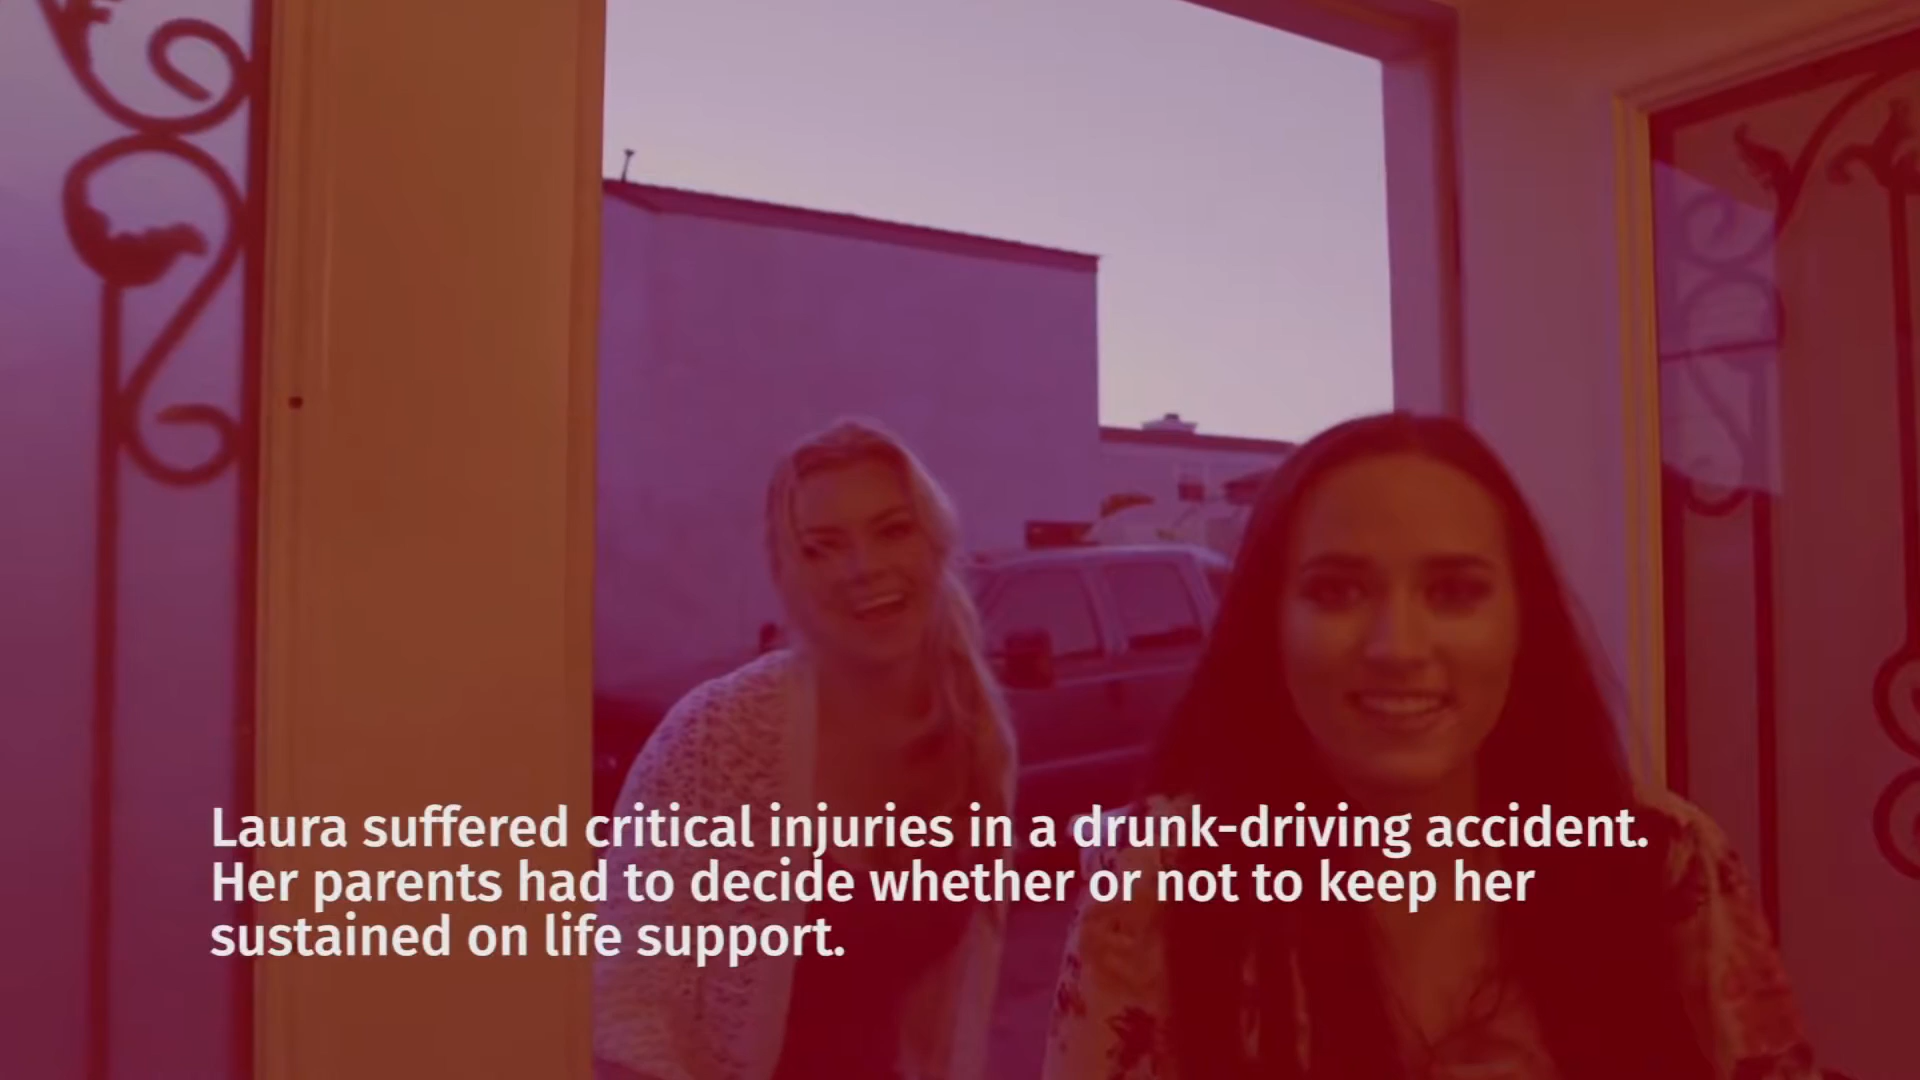 Laura suffered critical injuries in a drunk-driving accident.
Her parents had to decide whether or not to keep her
sustained on life support.